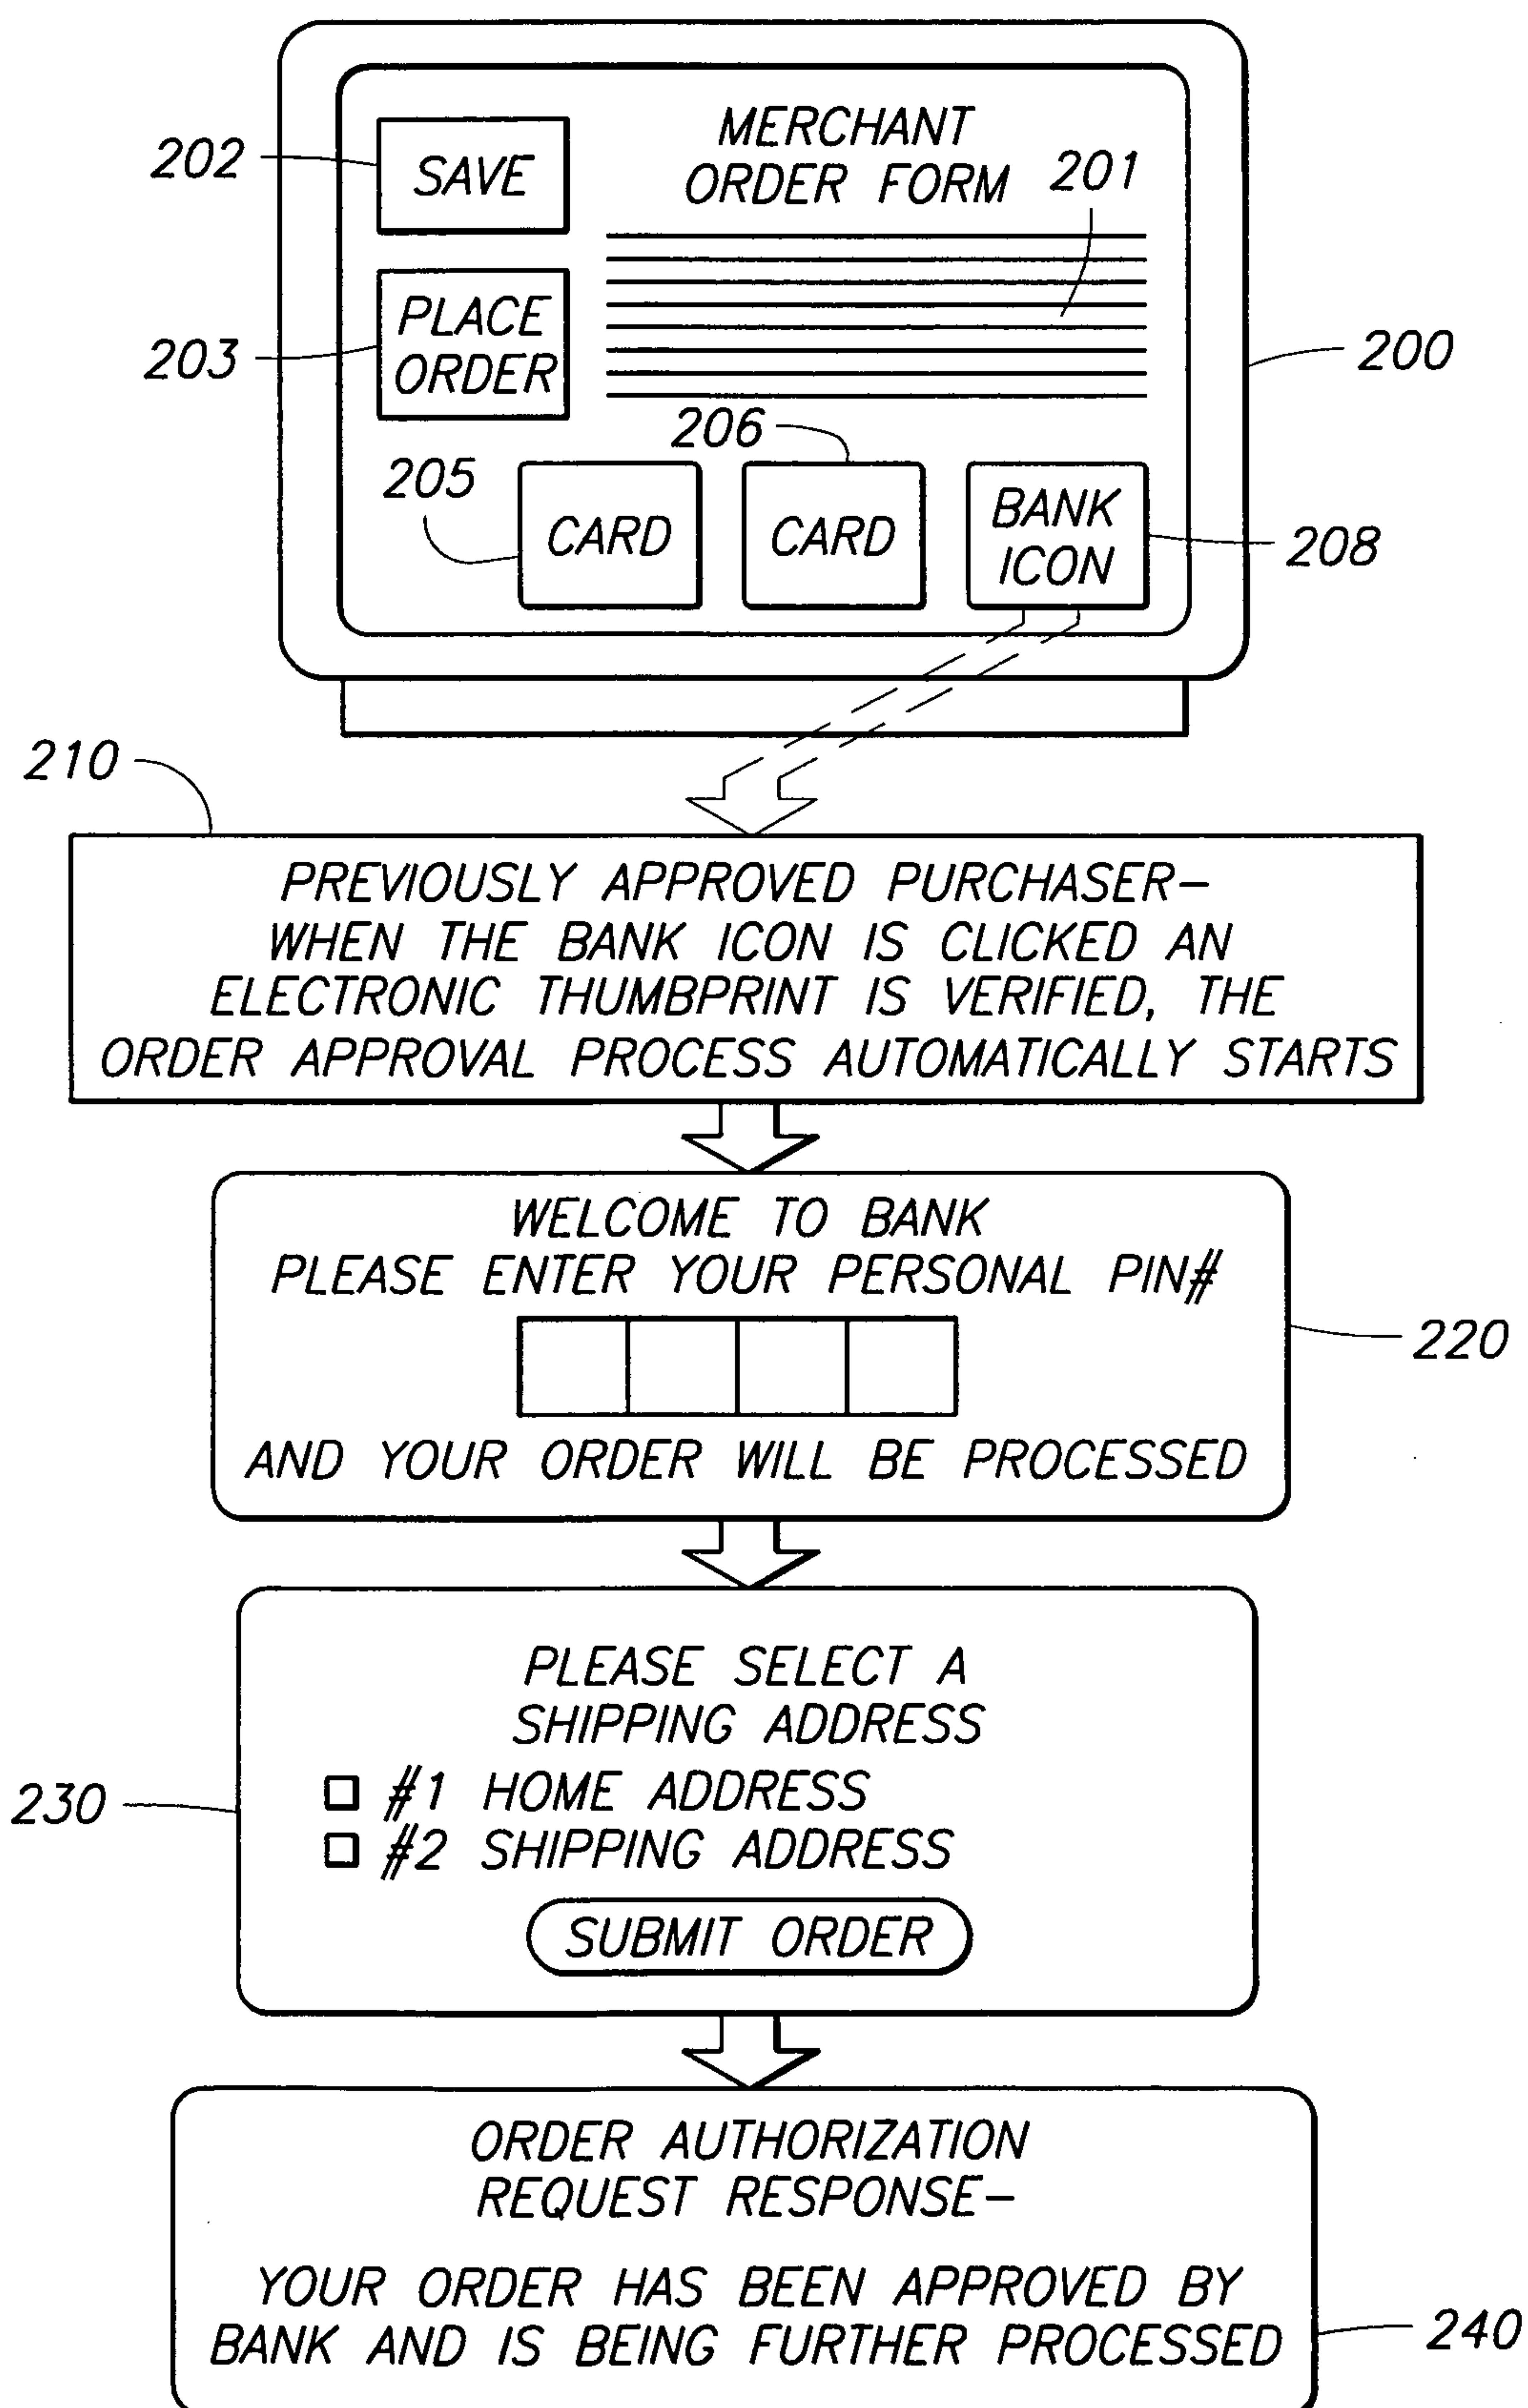 MERCHANT
ORDER FORM
201
202
SAVE
203
PLACE
ORDER
200
206
205
CARD
CARD
BANK
ICON
208
210
PREVIOUSLY APPROVED PURCHASER–
WHEN THE BANK ICON IS CLICKED AN
ELECTRONIC THUMBPRINT IS VERIFIED, THE
ORDER APPROVAL PROCESS AUTOMATICALLY STARTS
WELCOME TO BANK
PLEASE ENTER YOUR PERSONAL PIN#
220
AND YOUR ORDER WILL BE PROCESSED
PLEASE SELECT A
SHIPPING ADDRESS
230
#1 HOME ADDRESS
#2 SHIPPING ADDRESS
SUBMIT ORDER
ORDER AUTHORIZATION
REQUEST RESPONSE–
YOUR ORDER HAS BEEN APPROVED BY
BANK AND IS BEING FURTHER PROCESSED
240